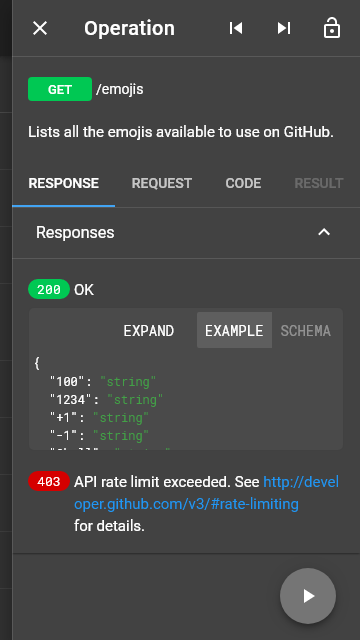 Operation
GET /emojis
Lists all the emojis available to use on GitHub.
RESPONSE REQUEST CODE RESULT
Responses
200 OK
EXPAND EXAMPLE SCHEMA
{
"100": "string"
"1234": "string"
"+1": "string"
"-1": "string"
403 API rate limit exceeded. See http://devel
oper.github.com/v3/#rate-limiting
for details.